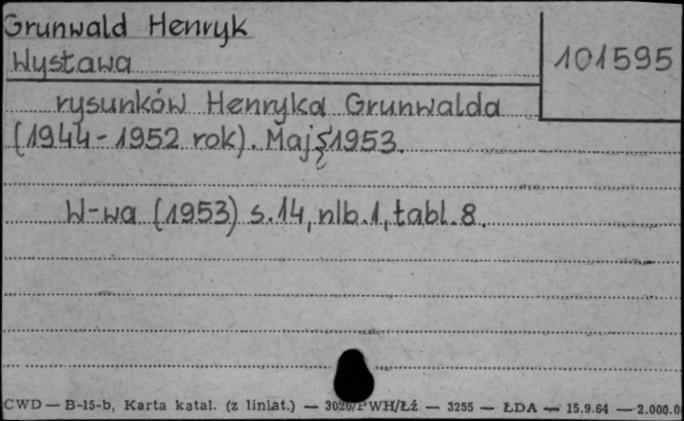 Grunwald Henryk
Wystawa
101595
rysunków Henryka Grunwalda
(1944-1952 rok). Maj 1953.
W-wa (1953) s.14, nlb.1, tabl.8.
CWD — B-15-b, Karta katal. (z liniat.) — 3020/PWH/Łź — 3255 — ŁDA — 15.9.64 — 2.000.0